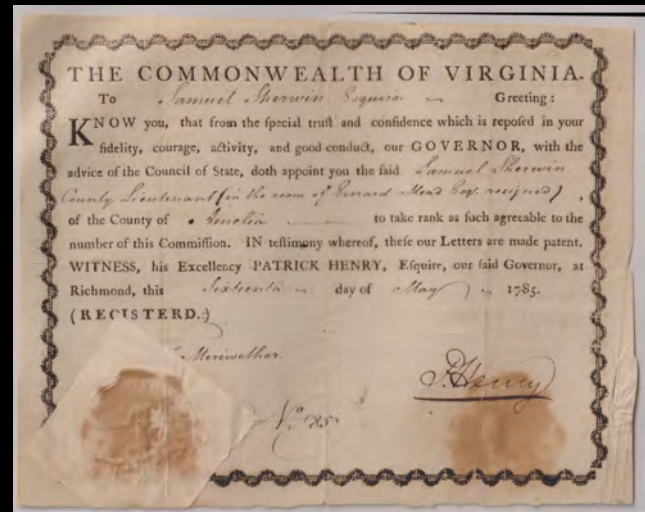 THE COMMONWEALTH OF VIRGINIA.
To Samuel Sherwin Esquire Greeting:
KNOW you, that from the ſpecial truſt and confidence which is repoſed in your
fidelity, courage, activity, and good conduct, our GOVERNOR, with the
advice of the Council of State, doth appoint you the ſaid Samuel Sherwin
County Lieutenant (in the room of Mead Esq. resigned),
of the County of Amelia to take rank as ſuch agreeable to the
number of this Commiſſion. IN teſtimony whereof, theſe our Letters are made patent.
WITNESS, his Excellency PATRICK HENRY, Eſquire, our ſaid Governor, at
Richmond, this Sixteenth day of May 1785.
(REGISTERD.)
Meriwether.
P. Henry
No. 25